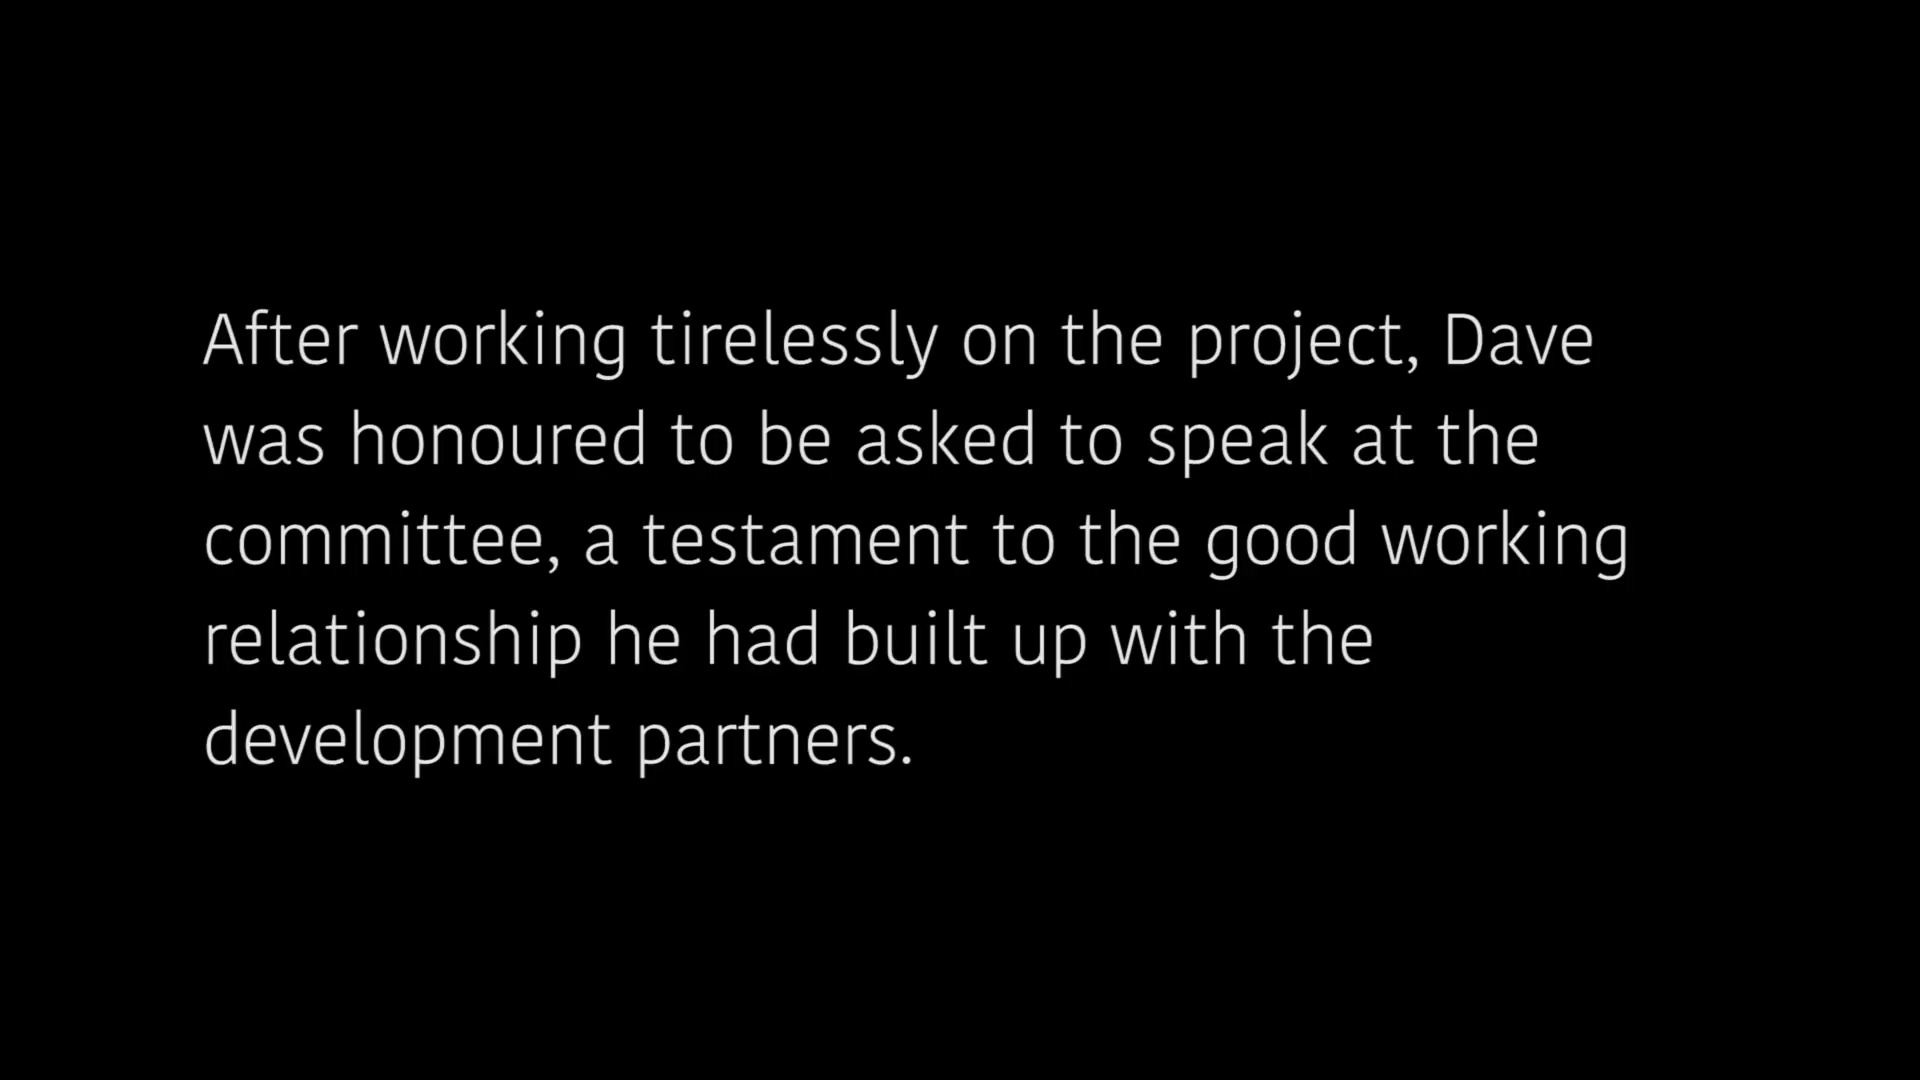 After working tirelessly on the project, Dave
was honoured to be asked to speak at the
committee, a testament to the good working
relationship he had built up with the
development partners.